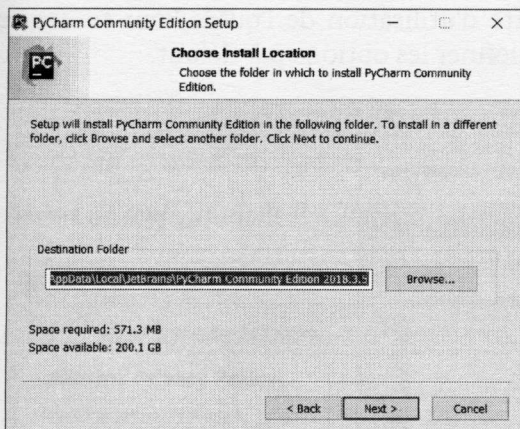 PyCharm Community Edition Setup
PC
Choose Install Location
Choose the folder in which to install PyCharm Community
Edition.
Setup will install PyCharm Community Edition in the following folder. To install in a different
folder, click Browse and select another folder. Click Next to continue.
Destination Folder
AppData\Local\JetBrains\PyCharm Community Edition 2018.3.5
Browse...
Space required: 571.3 MB
Space available: 200.1 GB
< Back
Next >
Cancel